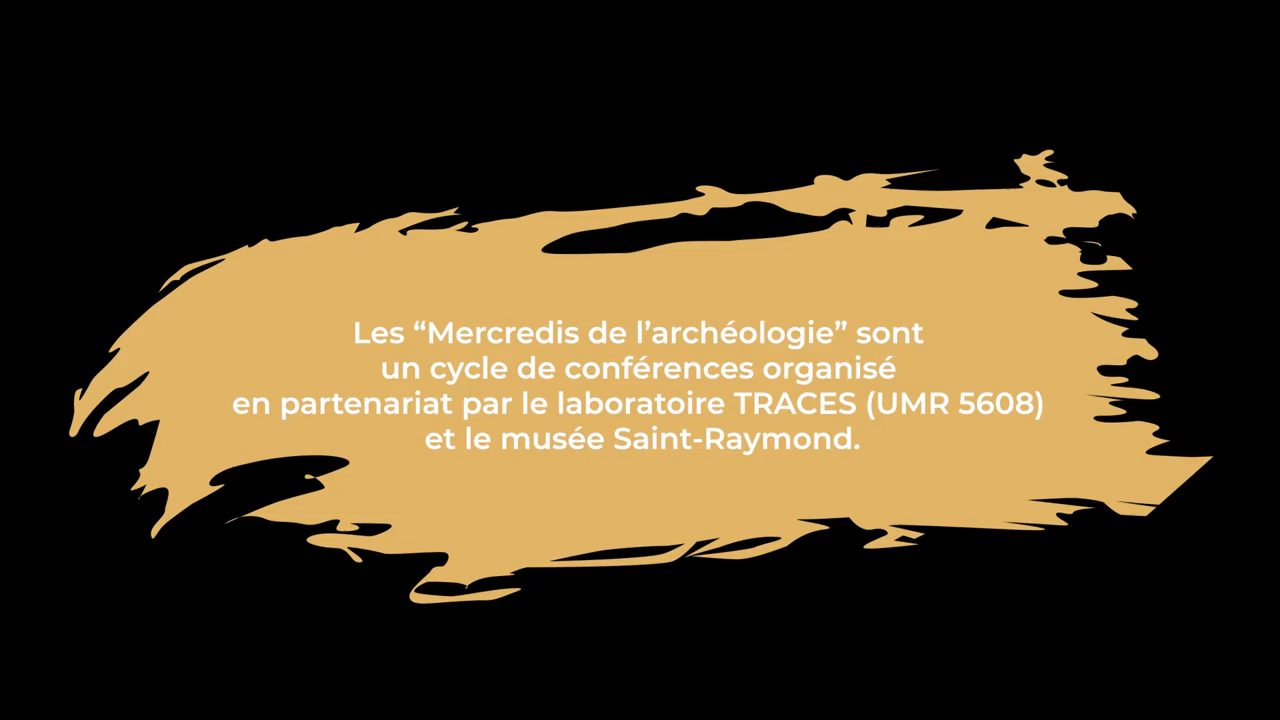 Les “Mercredis de l’archéologie” sont
un cycle de conférences organisé
en partenariat par le laboratoire TRACES (UMR 5608)
et le musée Saint-Raymond.